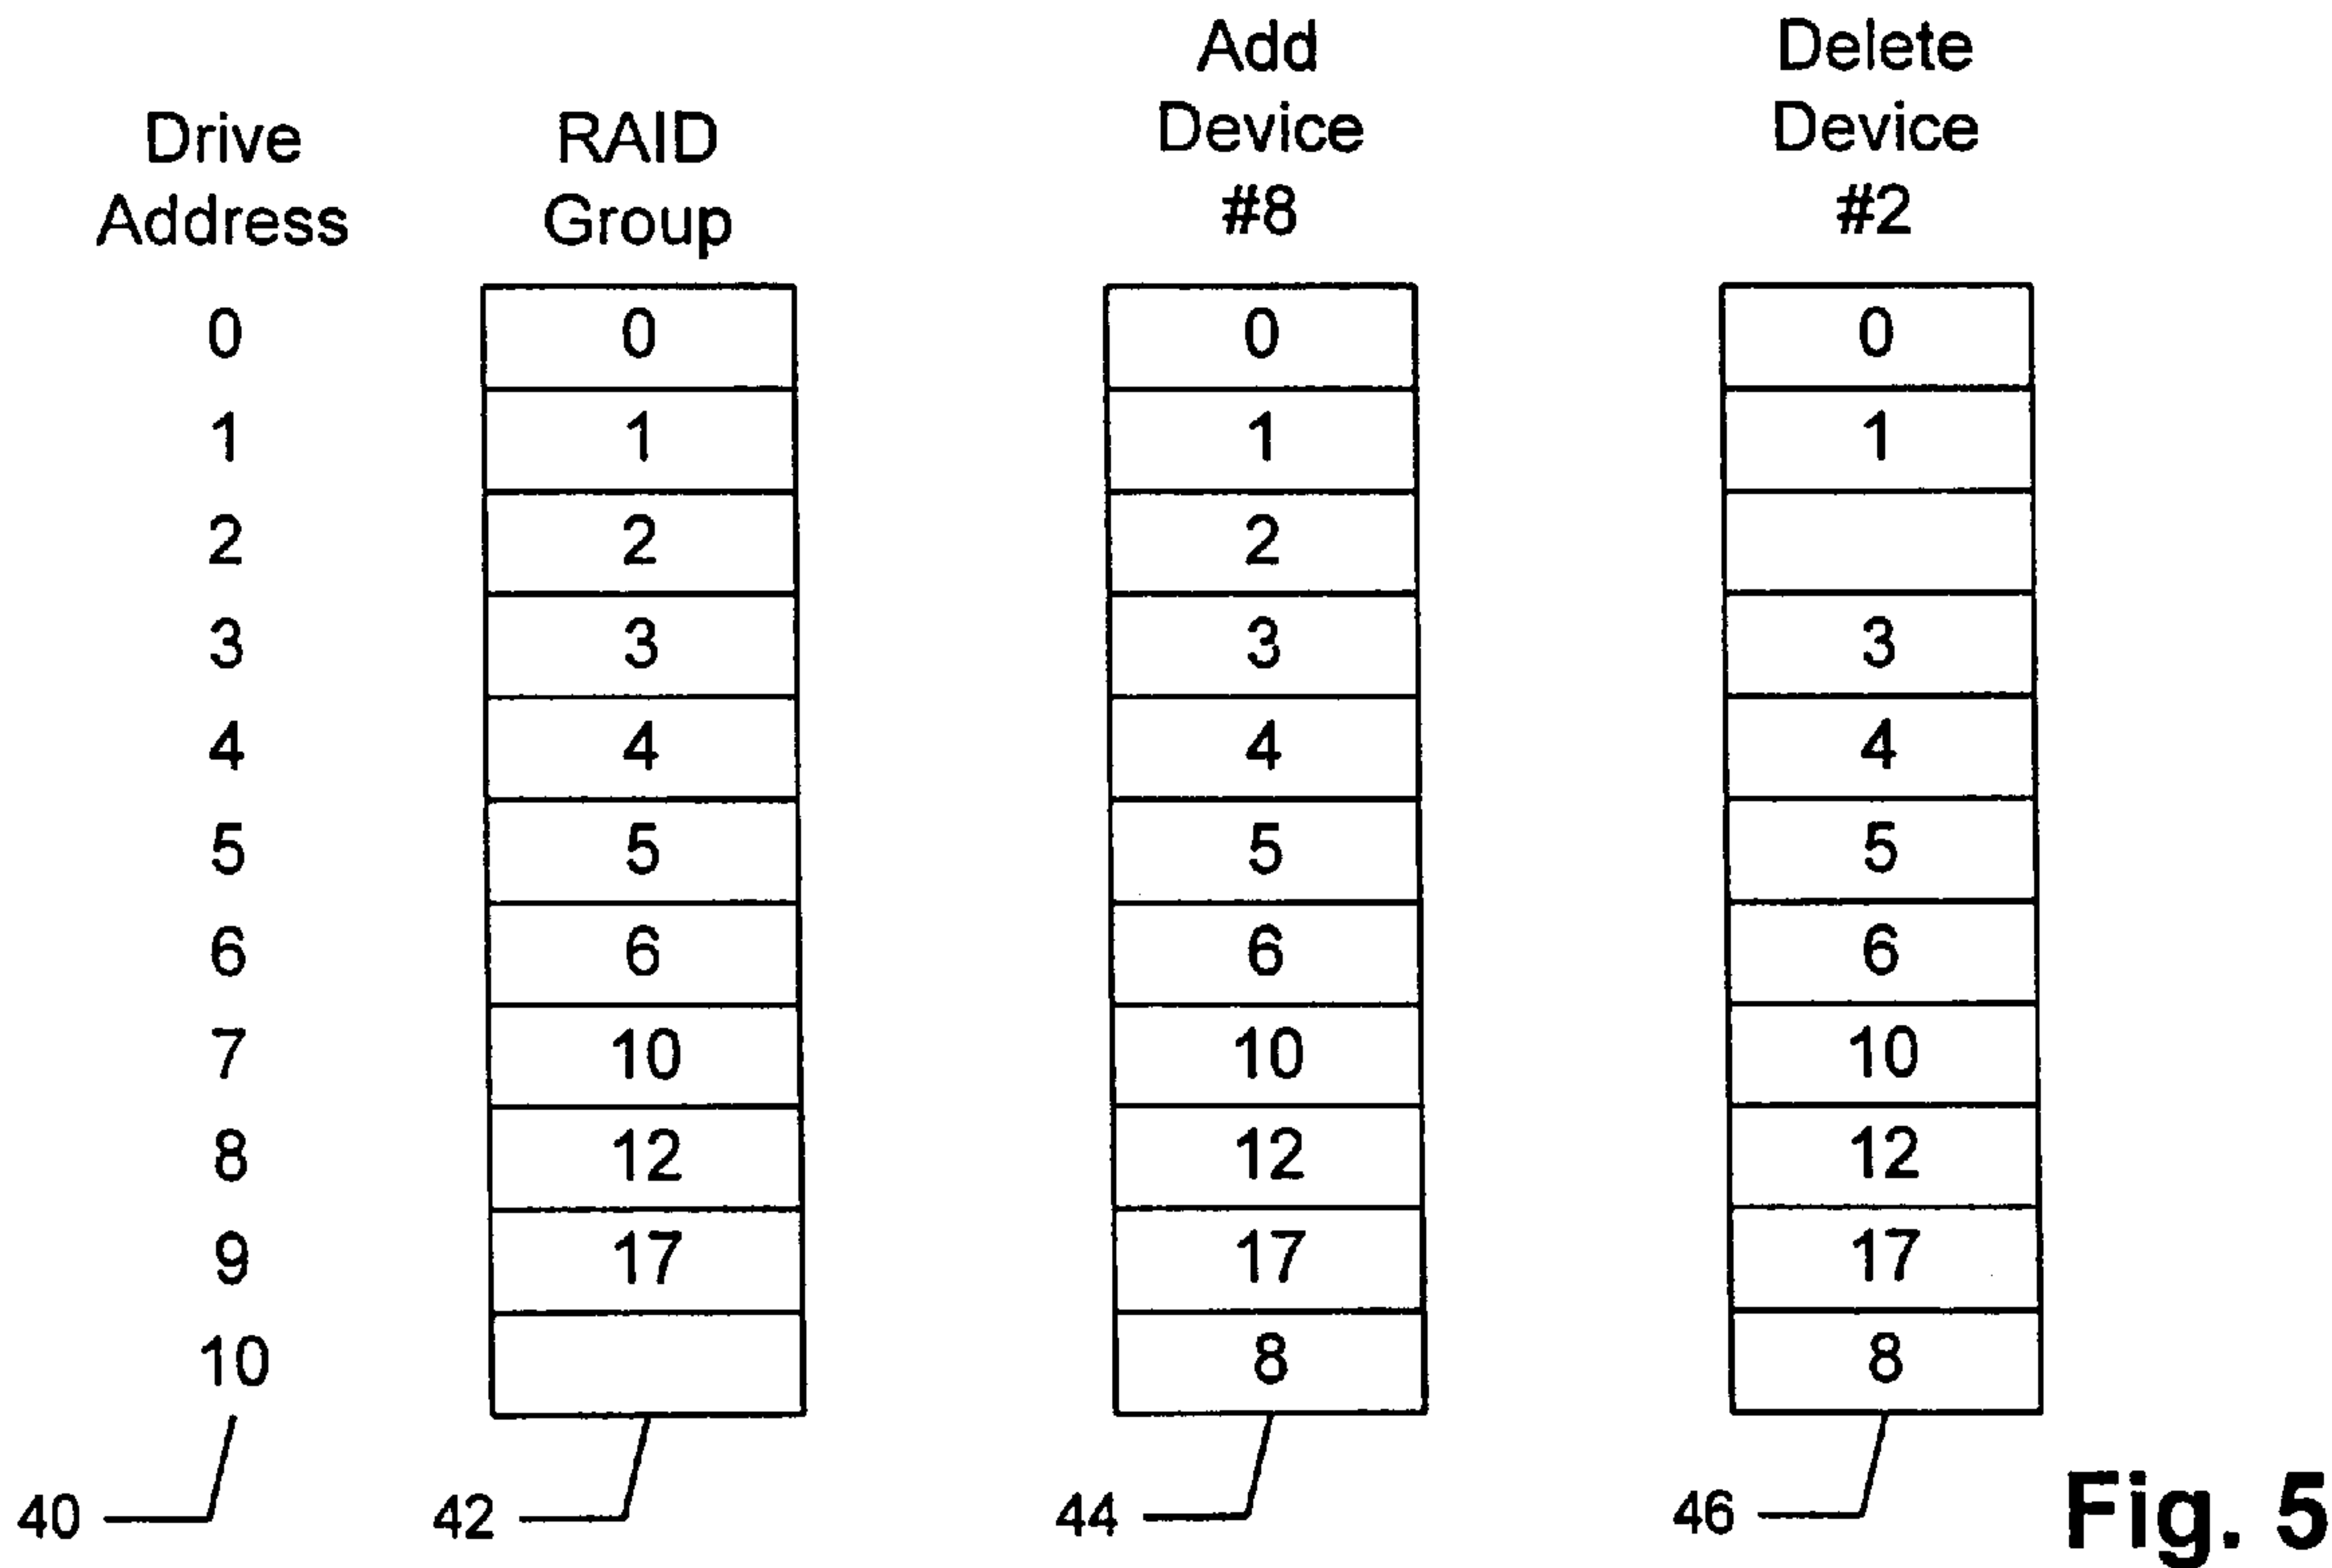 Drive
Address
RAID
Group
Add
Device
#8
Delete
Device
#2
0 0 0 0
1 1 1 1
2 2 2
3 3 3 3
4 4 4 4
5 5 5 5
6 6 6 6
7 10 10 10
8 12 12 12
9 17 17 17
10 8 8
40 42 44 46
Fig. 5